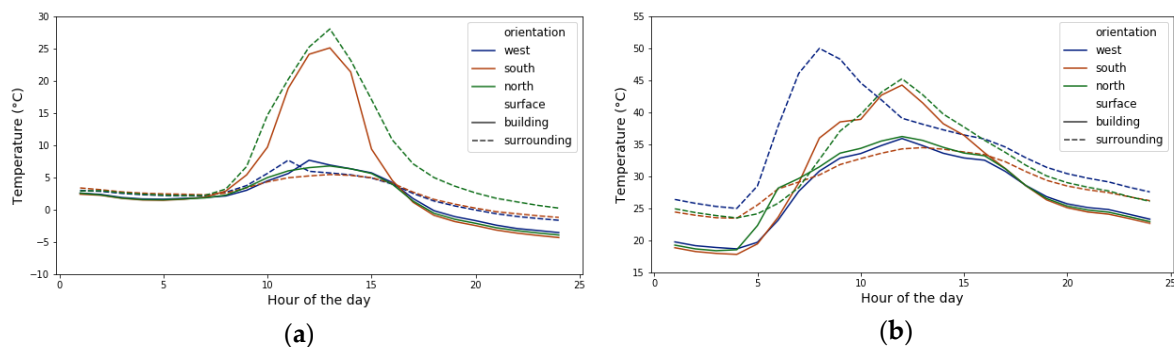 30
25
20
15
10
5
0
−5
−10
Temperature (°C)
orientation
west
south
north
surface
building
surrounding
0 5 10 15 20 25
Hour of the day
(a)
55
50
45
40
35
30
25
20
15
Temperature (°C)
orientation
west
south
north
surface
building
surrounding
0 5 10 15 20 25
Hour of the day
(b)